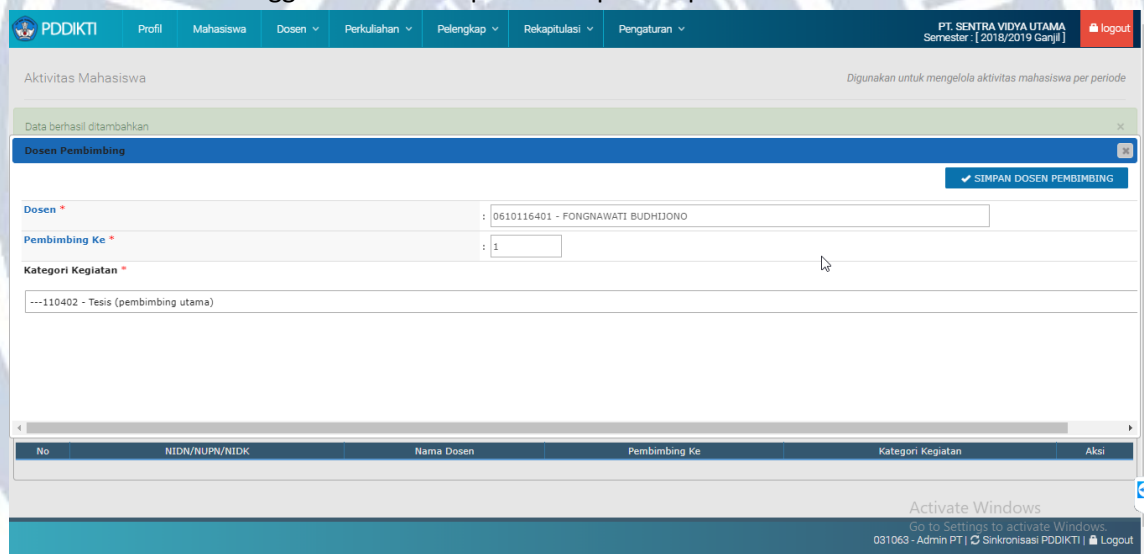 PDDIKTI Profil Mahasiswa Dosen Perkuliahan Pelengkap Rekapitulasi Pengaturan PT. SENTRA VIDYA UTAMA logout
Semester : [ 2018/2019 Ganjil ]
Aktivitas Mahasiswa Digunakan untuk mengelola aktivitas mahasiswa per periode
Data berhasil ditambahkan ×
Dosen Pembimbing
SIMPAN DOSEN PEMBIMBING
Dosen * : 0610116401 - FONGNAWATI BUDHIJONO
Pembimbing Ke * : 1
Kategori Kegiatan *
---110402 - Tesis (pembimbing utama)
No NIDN/NUPN/NIDK Nama Dosen Pembimbing Ke Kategori Kegiatan Aksi
Activate Windows
Go to Settings to activate Windows.
031063 - Admin PT | Sinkronisasi PDDIKTI | Logout